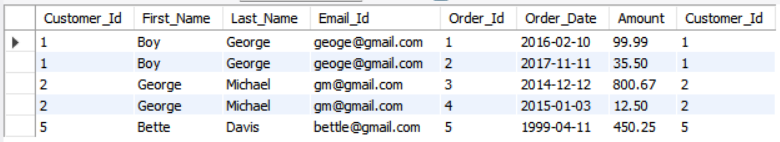 Customer_Id First_Name Last_Name Email_Id Order_Id Order_Date Amount Customer_Id
1 Boy George geoge@gmail.com 1 2016-02-10 99.99 1
1 Boy George geoge@gmail.com 2 2017-11-11 35.50 1
2 George Michael gm@gmail.com 3 2014-12-12 800.67 2
2 George Michael gm@gmail.com 4 2015-01-03 12.50 2
5 Bette Davis bettle@gmail.com 5 1999-04-11 450.25 5